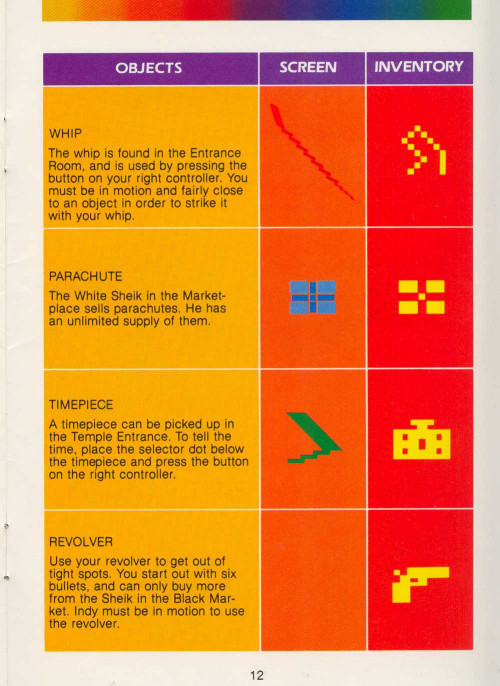 OBJECTS SCREEN INVENTORY
WHIP
The whip is found in the Entrance
Room, and is used by pressing the
button on your right controller. You
must be in motion and fairly close
to an object in order to strike it
with your whip.
PARACHUTE
The White Sheik in the Market-
place sells parachutes. He has
an unlimited supply of them.
TIMEPIECE
A timepiece can be picked up in
the Temple Entrance. To tell the
time, place the selector dot below
the timepiece and press the button
on the right controller.
REVOLVER
Use your revolver to get out of
tight spots. You start out with six
bullets, and can only buy more
from the Sheik in the Black Mar-
ket. Indy must be in motion to use
the revolver.
12